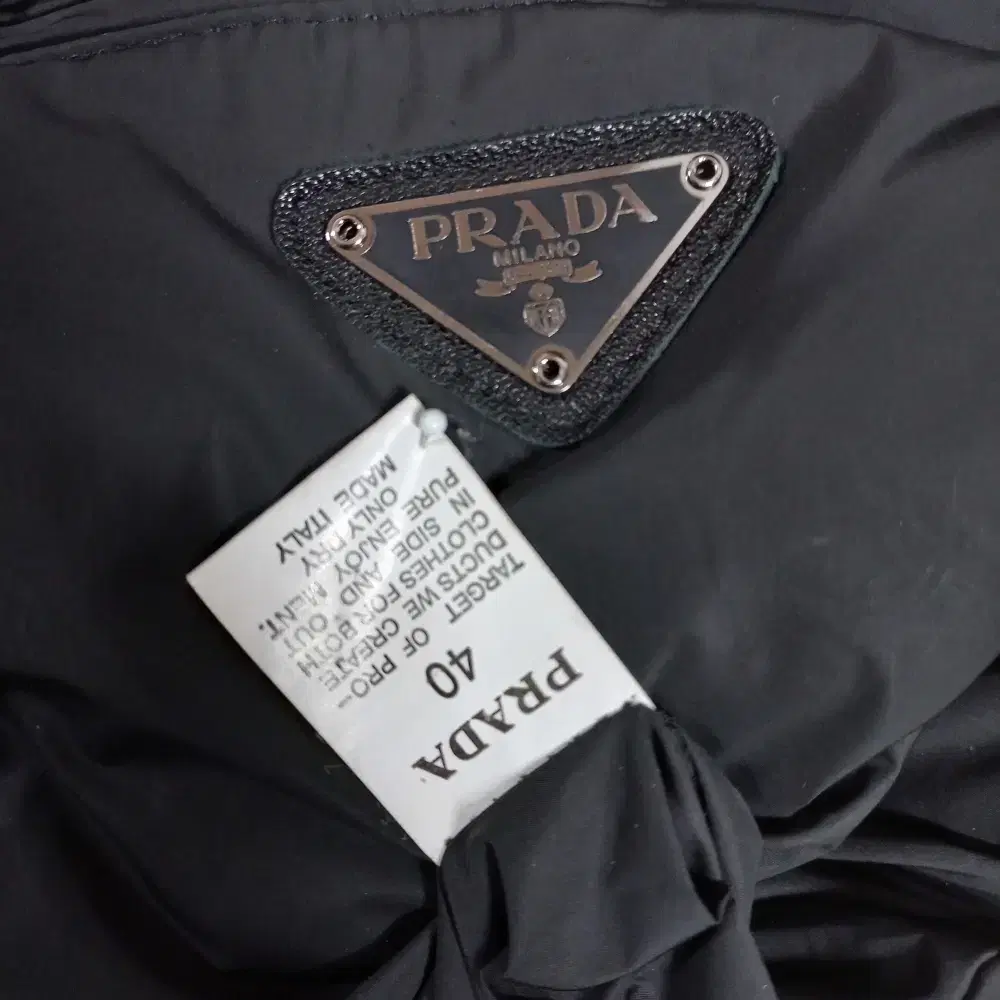 PRADA
MILANO
PRADA
40
TARGET OF PRO-
DUCTS WE CREATE
CLOTHES FOR BOTH
IN SIDE AND OUT
PURE ENJOY MENT.
ONLY DRY
MADE ITALY